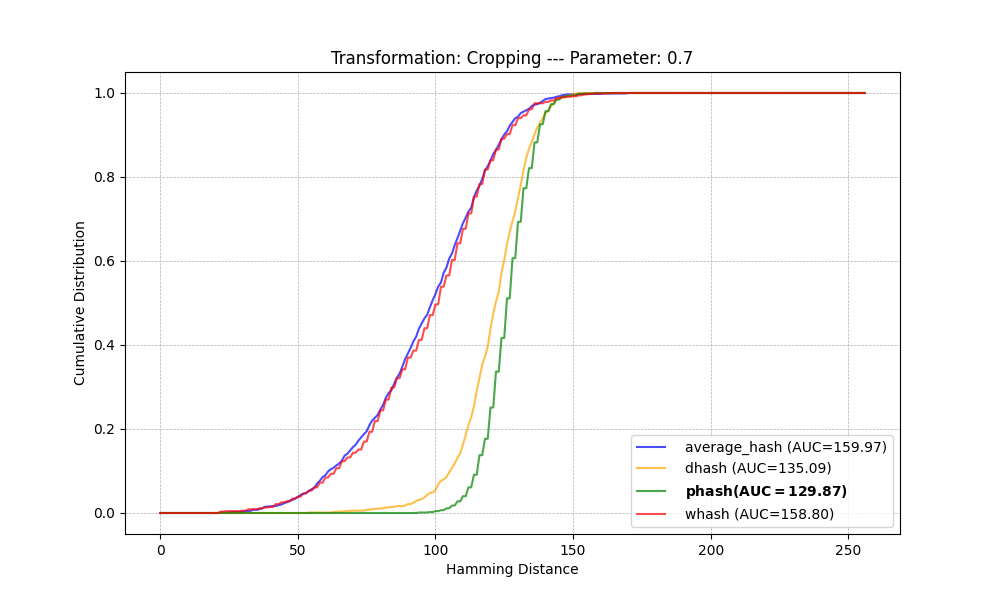 Transformation: Cropping --- Parameter: 0.7
1.0
0.8
0.6
0.4
0.2
0.0
Cumulative Distribution
average_hash (AUC=159.97)
dhash (AUC=135.09)
phash(AUC = 129.87)
whash (AUC=158.80)
0 50 100 150 200 250
Hamming Distance